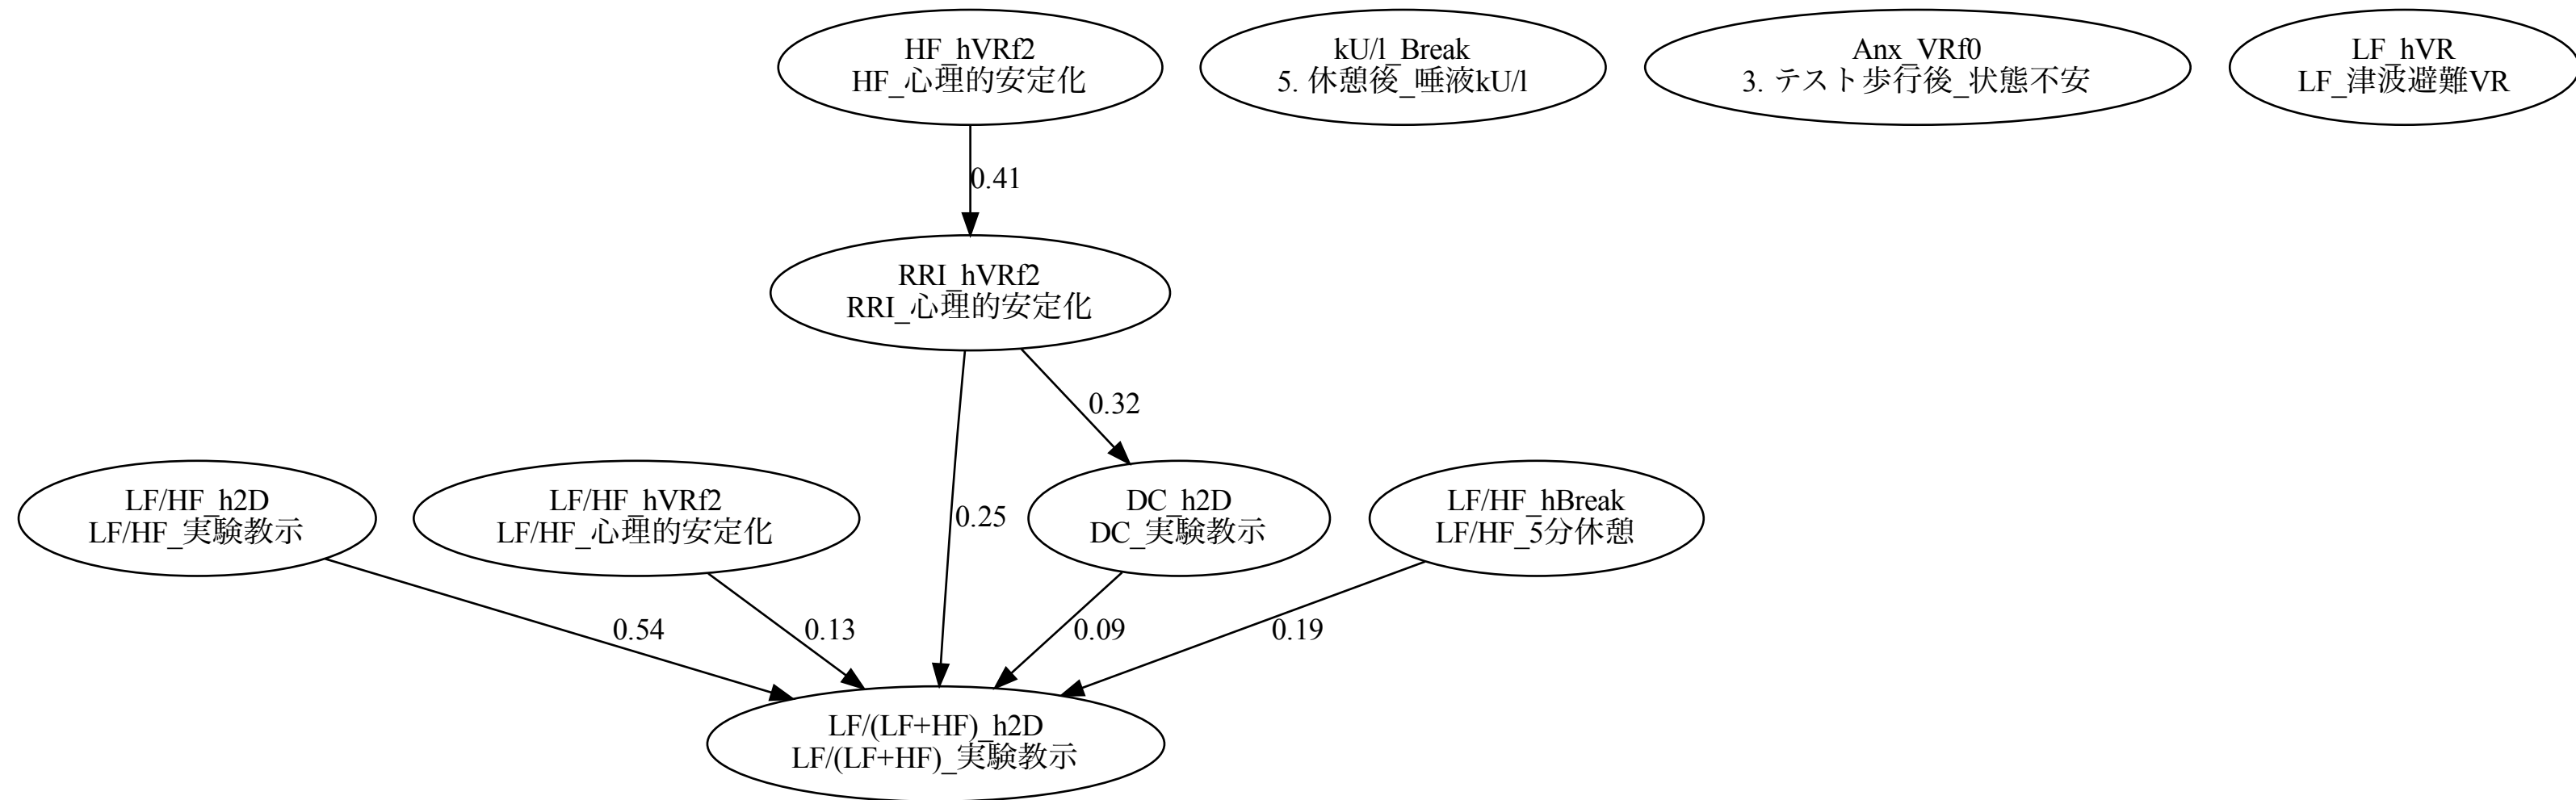 HF_hVRf2
HF_心理的安定化
kU/l_Break
5. 休憩後_唾液kU/l
Anx_VRf0
3. テスト歩行後_状態不安
LF_hVR
LF_津波避難VR
0.41
RRI_hVRf2
RRI_心理的安定化
0.32
LF/HF_h2D
LF/HF_実験教示
LF/HF_hVRf2
LF/HF_心理的安定化
0.25
DC_h2D
DC_実験教示
LF/HF_hBreak
LF/HF_5分休憩
0.54
0.13
0.09
0.19
LF/(LF+HF)_h2D
LF/(LF+HF)_実験教示